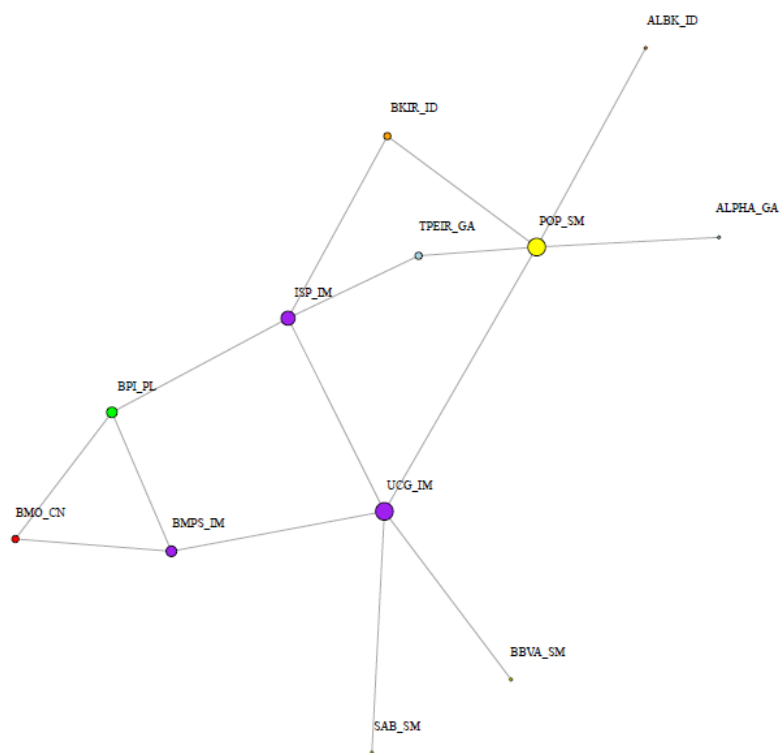 ALBK_ID
BKIR_ID
ALPHA_GA
POP_SM
TPEIR_GA
ISP_IM
BPI_PL
UCG_IM
BMO_CN
BMPS_IM
BBVA_SM
SAB_SM